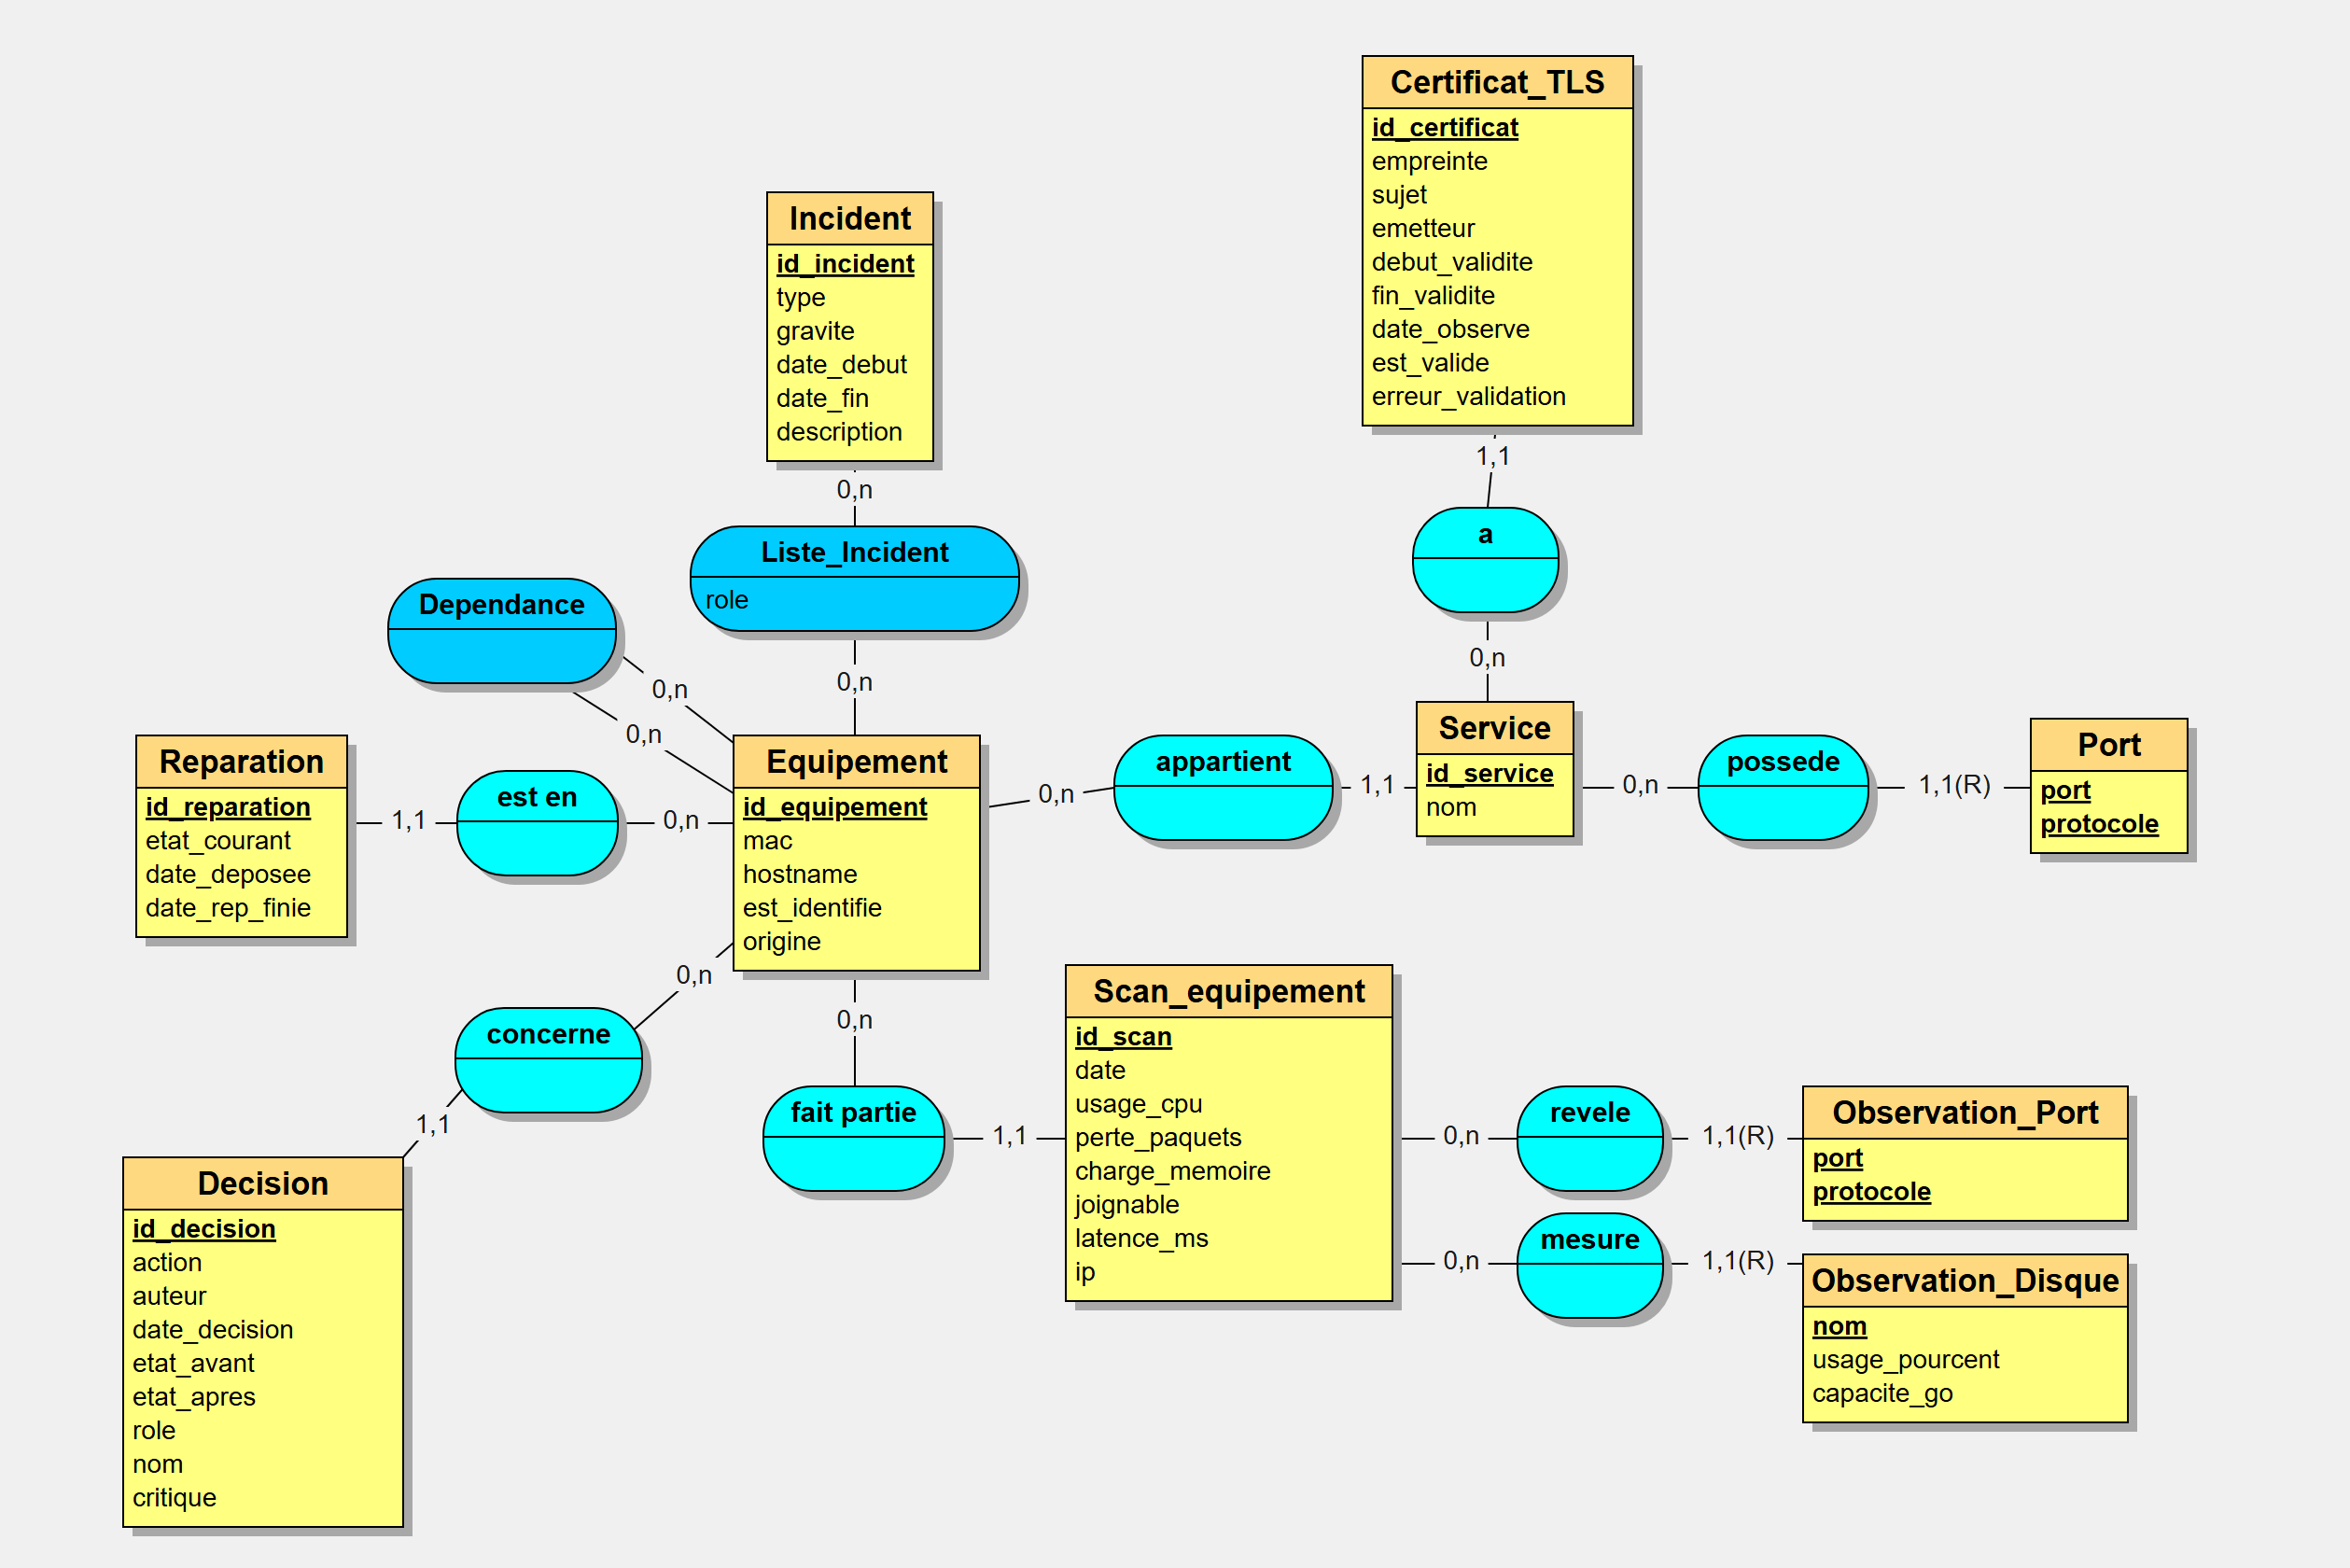 Certificat_TLS
id_certificat
empreinte
sujet
emetteur
debut_validite
fin_validite
date_observe
est_valide
erreur_validation
Incident
id_incident
type
gravite
date_debut
date_fin
description
1,1
0,n
a
Liste_Incident
role
Dependance
0,n
0,n
0,n
0,n
0,n
Reparation
id_reparation
etat_courant
date_deposee
date_rep_finie
1,1
est en
0,n
Equipement
id_equipement
mac
hostname
est_identifie
origine
0,n
appartient
1,1
Service
id_service
nom
0,n
possede
1,1(R)
Port
port
protocole
0,n
concerne
1,1
0,n
fait partie
1,1
Scan_equipement
id_scan
date
usage_cpu
perte_paquets
charge_memoire
joignable
latence_ms
ip
0,n
revele
1,1(R)
Observation_Port
port
protocole
0,n
mesure
1,1(R)
Observation_Disque
nom
usage_pourcent
capacite_go
Decision
id_decision
action
auteur
date_decision
etat_avant
etat_apres
role
nom
critique